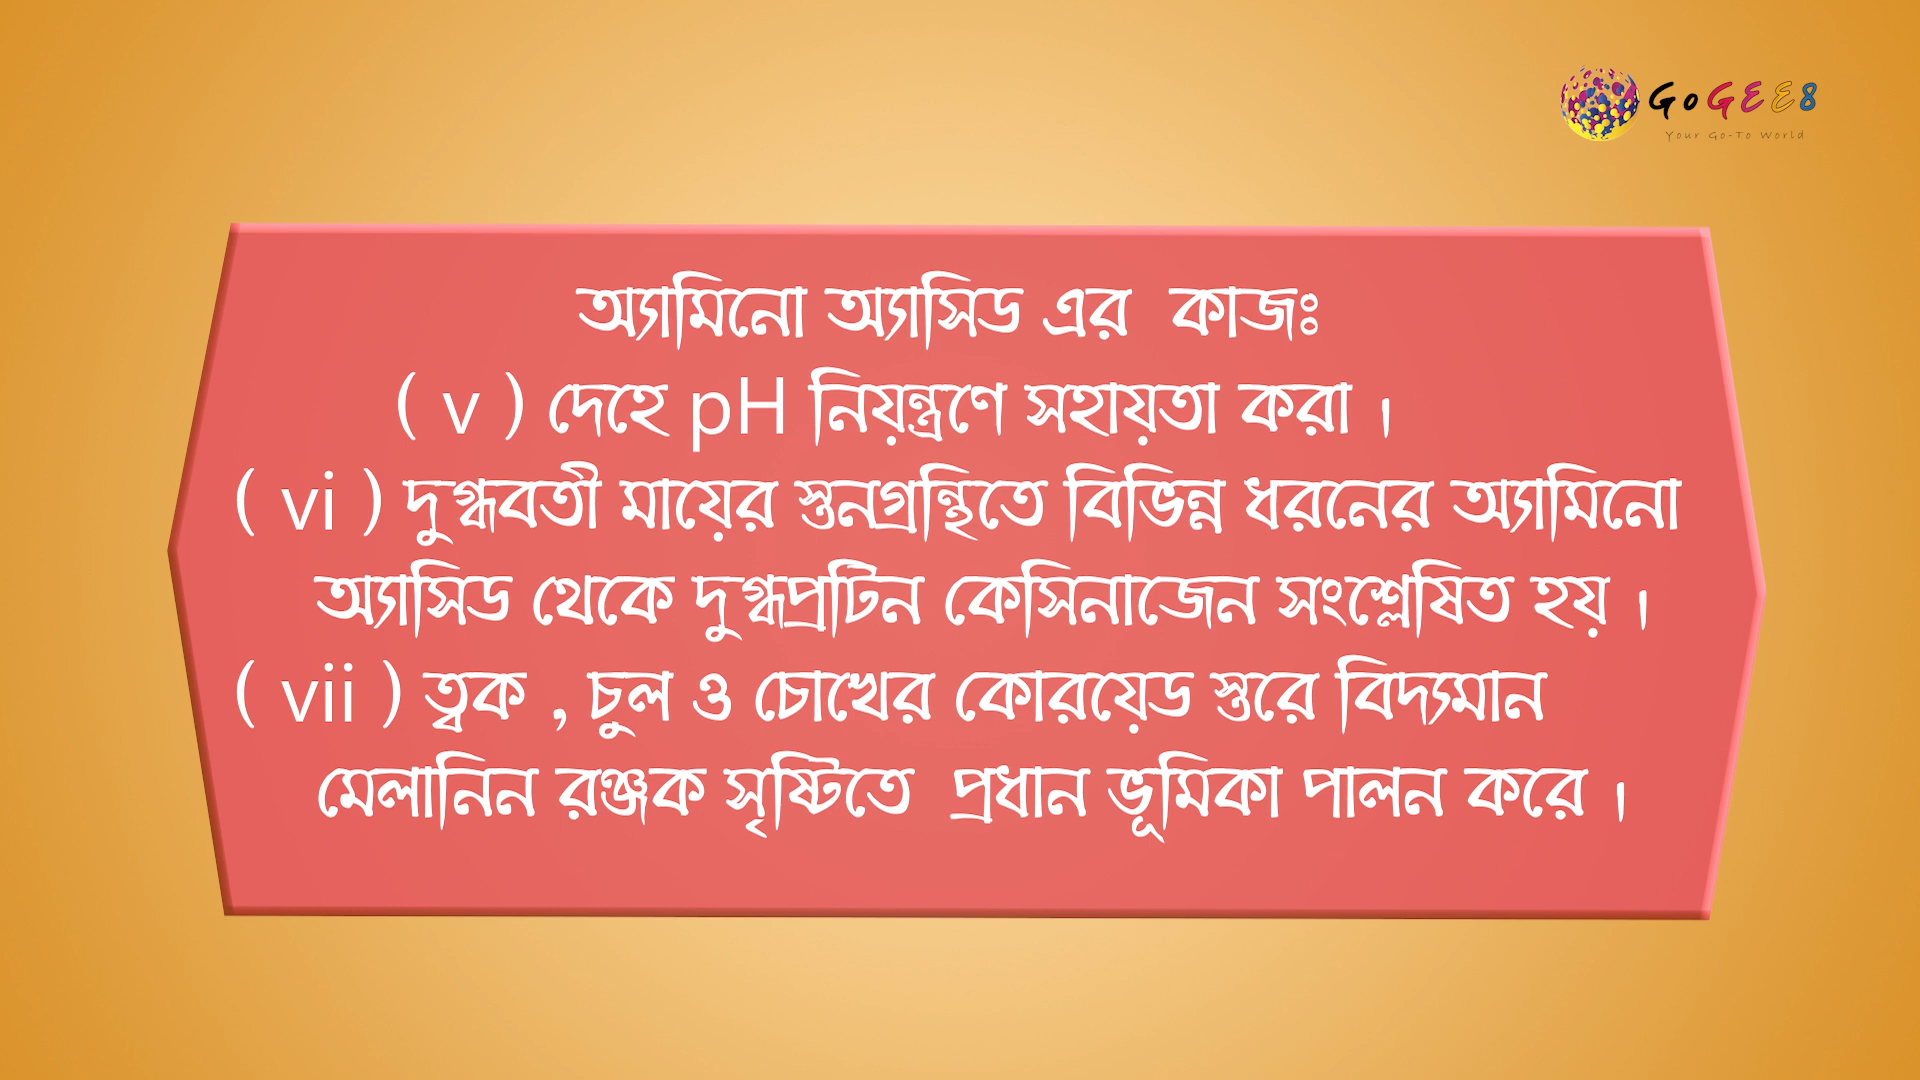 GoGEE8
Your Go-To World
অ্যামিনো অ্যাসিড এর কাজঃ
( v ) দেহে pH নিয়ন্ত্রণে সহায়তা করা ।
( vi ) দুগ্ধবতী মায়ের স্তনগ্রন্থিতে বিভিন্ন ধরনের অ্যামিনো
অ্যাসিড থেকে দুগ্ধপ্রটিন কেসিনাজেন সংশ্লেষিত হয় ।
( vii ) ত্বক , চুল ও চোখের কোরয়েড স্তরে বিদ্যমান
মেলানিন রঞ্জক সৃষ্টিতে প্রধান ভূমিকা পালন করে ।